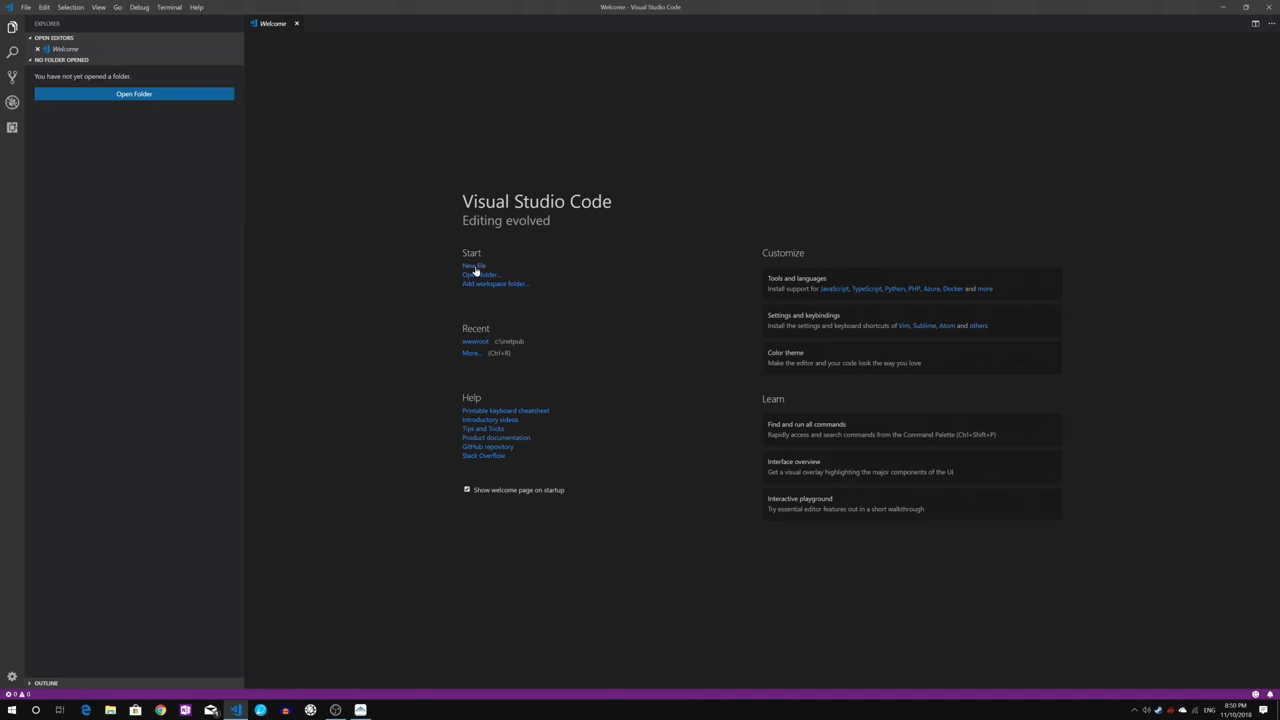 File Edit Selection View Go Debug Terminal Help
Welcome - Visual Studio Code
EXPLORER
OPEN EDITORS
Welcome
NO FOLDER OPENED
You have not yet opened a folder.
Open Folder
OUTLINE
Welcome
Visual Studio Code
Editing evolved
Start
New file
Open folder...
Add workspace folder...
Recent
wwwroot c:\inetpub
More... (Ctrl+R)
Help
Printable keyboard cheatsheet
Introductory videos
Tips and Tricks
Product documentation
GitHub repository
Stack Overflow
Show welcome page on startup
Customize
Tools and languages
Install support for JavaScript, TypeScript, Python, PHP, Azure, Docker and more
Settings and keybindings
Install the settings and keyboard shortcuts of Vim, Sublime, Atom and others
Color theme
Make the editor and your code look the way you love
Learn
Find and run all commands
Rapidly access and search commands from the Command Palette (Ctrl+Shift+P)
Interface overview
Get a visual overlay highlighting the major components of the UI
Interactive playground
Try essential editor features out in a short walkthrough
0 0
ENG
8:50 PM
11/10/2018